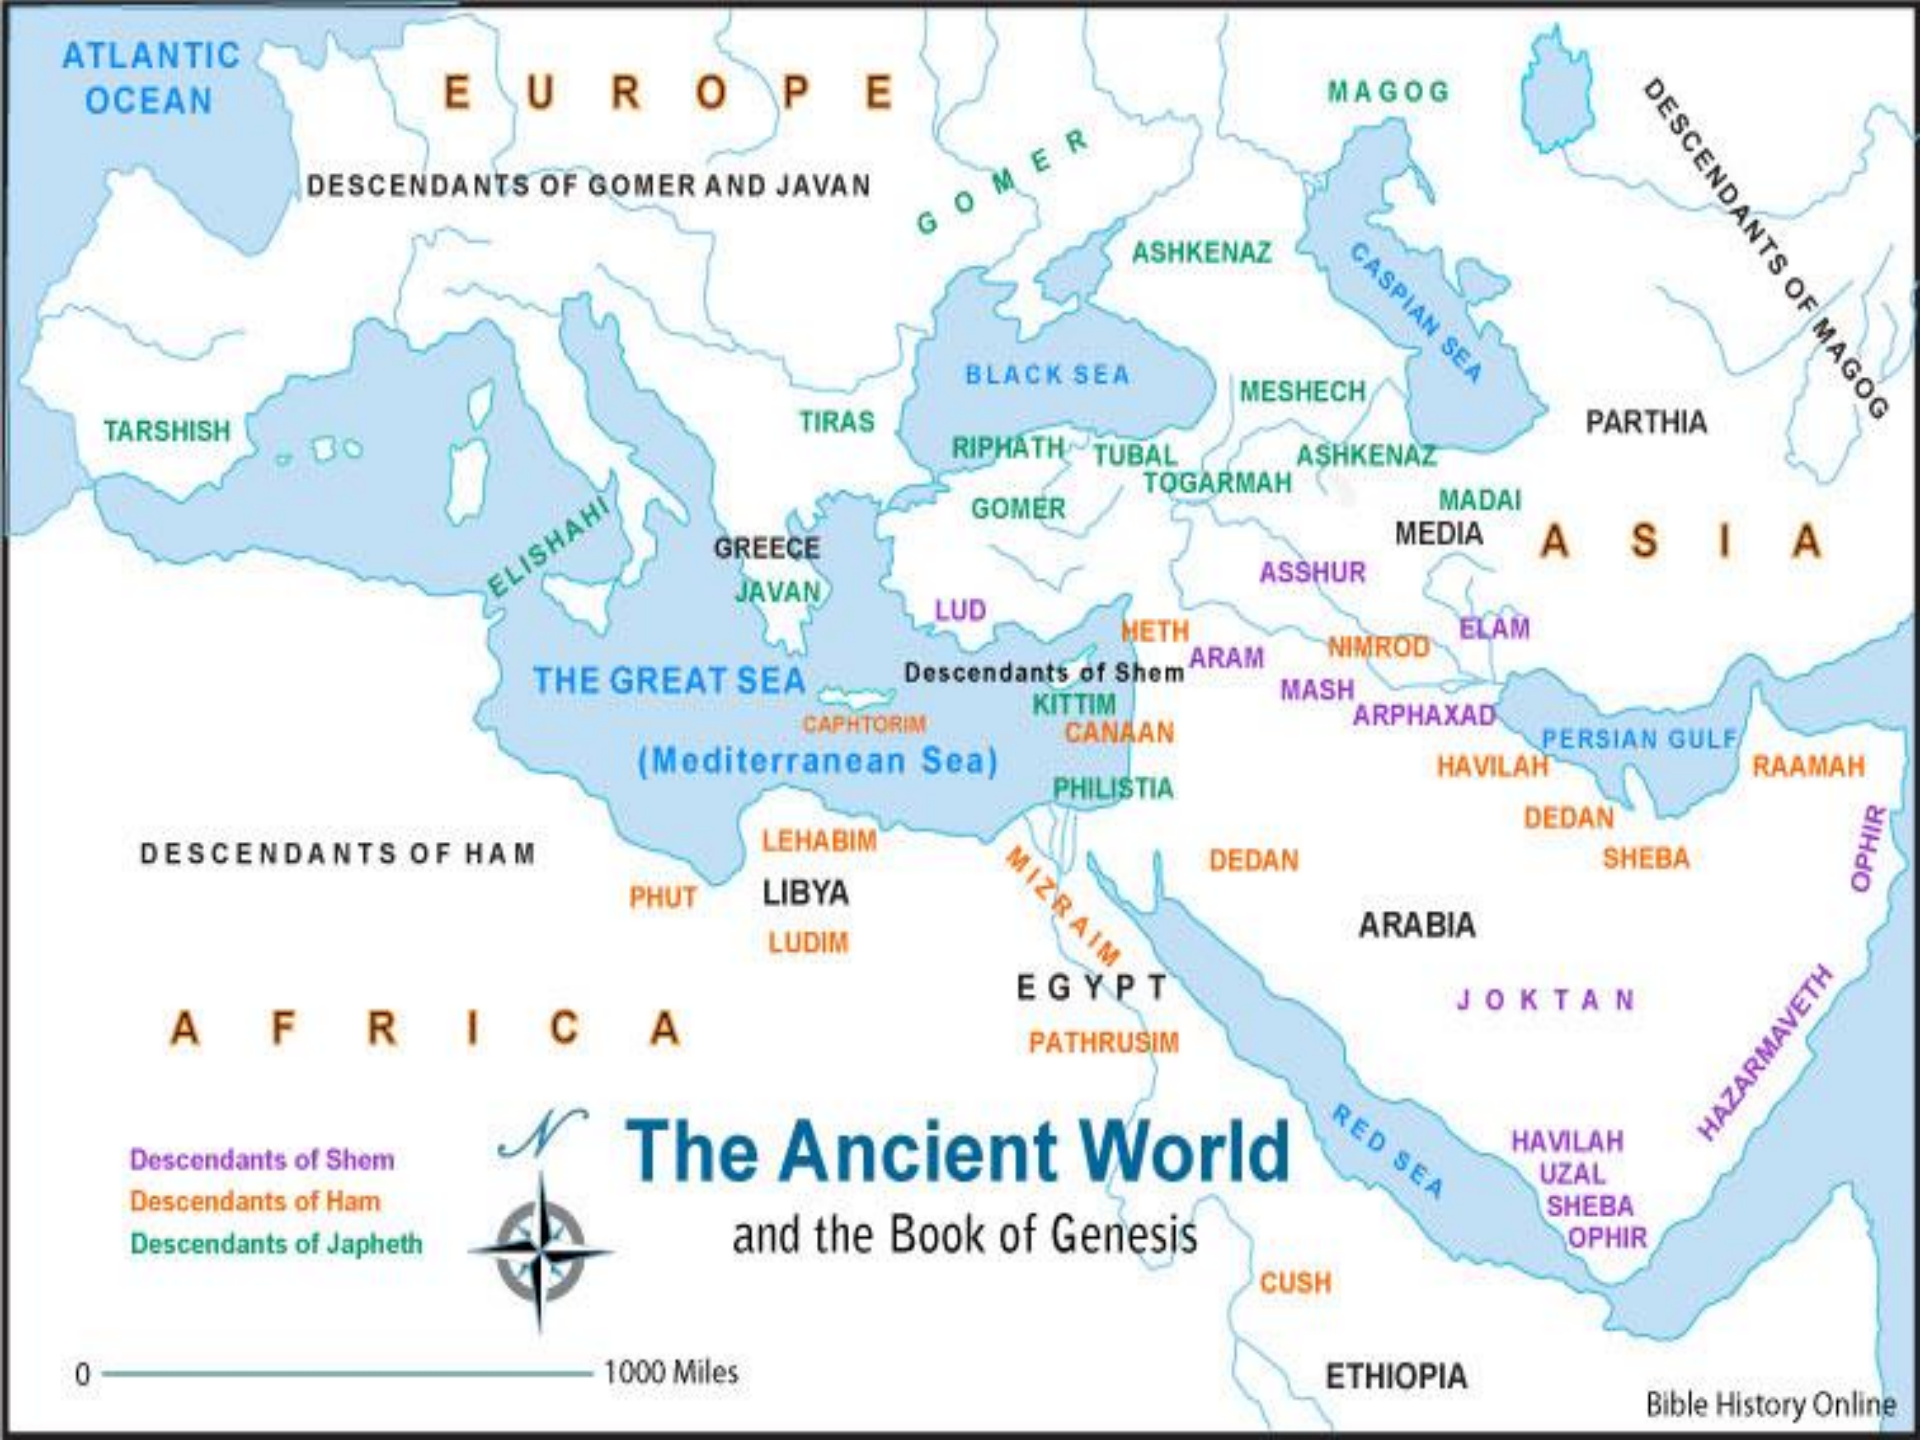 ATLANTIC
OCEAN
E U R O P E
MAGOG
DESCENDANTS OF MAGOG
DESCENDANTS OF GOMER AND JAVAN
GOMER
ASHKENAZ
CASPIAN SEA
BLACK SEA
MESHECH
TARSHISH
TIRAS
PARTHIA
RIPHATH
TUBAL
ASHKENAZ
TOGARMAH
MADAI
GOMER
MEDIA
A S I A
ELISHAHI
GREECE
JAVAN
ASSHUR
LUD
HETH
NIMROD
ELAM
THE GREAT SEA
Descendants of Shem
ARAM
MASH
KITTIM
ARPHAXAD
CAPHTORIM
CANAAN
PERSIAN GULF
(Mediterranean Sea)
HAVILAH
RAAMAH
PHILISTIA
DEDAN
OPHIR
DESCENDANTS OF HAM
LEHABIM
MIZRAIM
DEDAN
SHEBA
PHUT
LIBYA
ARABIA
LUDIM
EGYPT
JOKTAN
HAZARMAVETH
A F R I C A
PATHRUSIM
RED SEA
HAVILAH
UZAL
SHEBA
OPHIR
The Ancient World
and the Book of Genesis
N
Descendants of Shem
Descendants of Ham
Descendants of Japheth
CUSH
0 1000 Miles
ETHIOPIA
Bible History Online